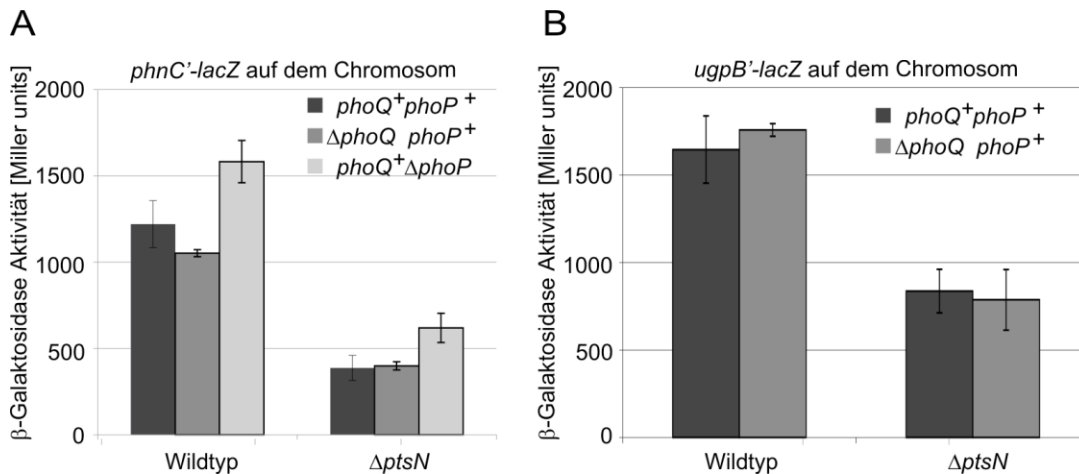 A
phnC'-lacZ auf dem Chromosom
β-Galaktosidase Aktivität [Miller units]
2000
1500
1000
500
0
phoQ⁺phoP⁺
ΔphoQ phoP⁺
phoQ⁺ΔphoP
Wildtyp
ΔptsN
B
ugpB'-lacZ auf dem Chromosom
β-Galaktosidase Aktivität [Miller units]
2000
1500
1000
500
0
phoQ⁺phoP⁺
ΔphoQ phoP⁺
Wildtyp
ΔptsN